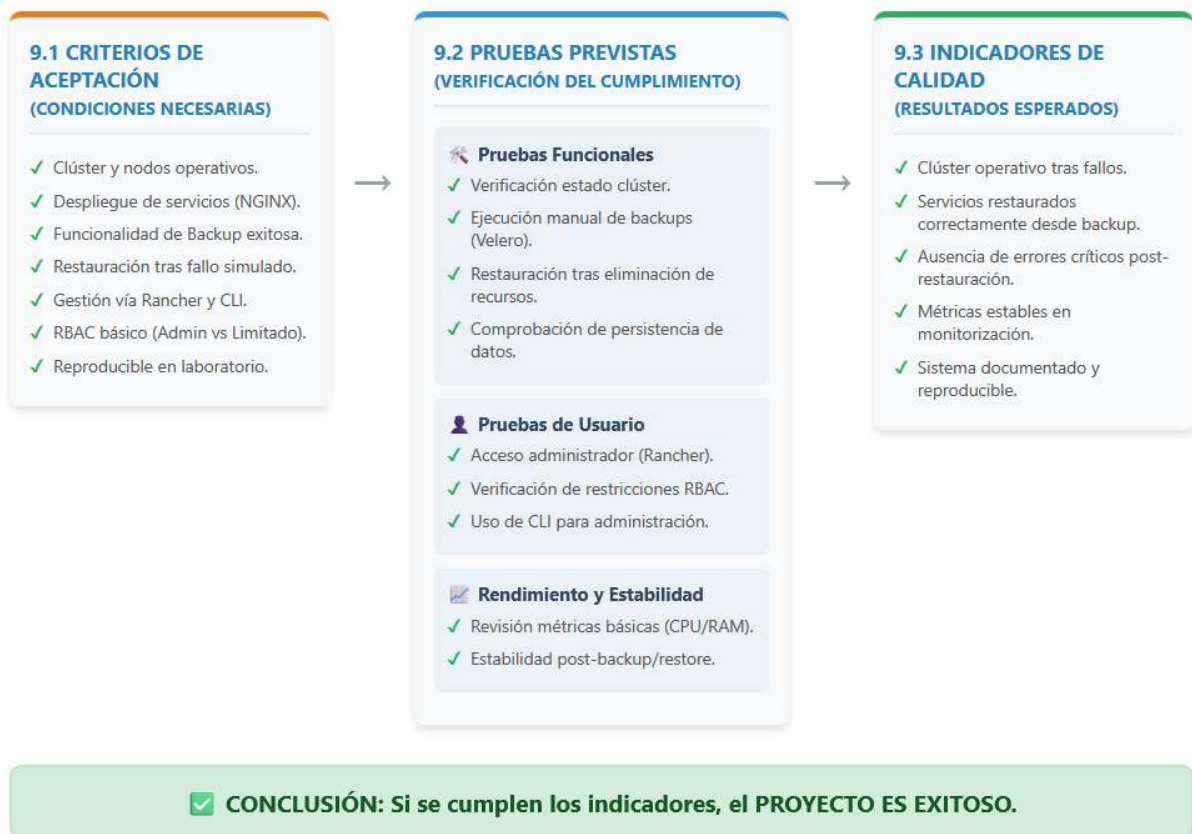 9.1 CRITERIOS DE
ACEPTACIÓN
(CONDICIONES NECESARIAS)
✓ Clúster y nodos operativos.
✓ Despliegue de servicios (NGINX).
✓ Funcionalidad de Backup exitosa.
✓ Restauración tras fallo simulado.
✓ Gestión vía Rancher y CLI.
✓ RBAC básico (Admin vs Limitado).
✓ Reproducible en laboratorio.
→
9.2 PRUEBAS PREVISTAS
(VERIFICACIÓN DEL CUMPLIMIENTO)
🛠 Pruebas Funcionales
✓ Verificación estado clúster.
✓ Ejecución manual de backups
(Velero).
✓ Restauración tras eliminación de
recursos.
✓ Comprobación de persistencia de
datos.
👤 Pruebas de Usuario
✓ Acceso administrador (Rancher).
✓ Verificación de restricciones RBAC.
✓ Uso de CLI para administración.
📈 Rendimiento y Estabilidad
✓ Revisión métricas básicas (CPU/RAM).
✓ Estabilidad post-backup/restore.
→
9.3 INDICADORES DE
CALIDAD
(RESULTADOS ESPERADOS)
✓ Clúster operativo tras fallos.
✓ Servicios restaurados
correctamente desde backup.
✓ Ausencia de errores críticos post-
restauración.
✓ Métricas estables en
monitorización.
✓ Sistema documentado y
reproducible.
✅ CONCLUSIÓN: Si se cumplen los indicadores, el PROYECTO ES EXITOSO.